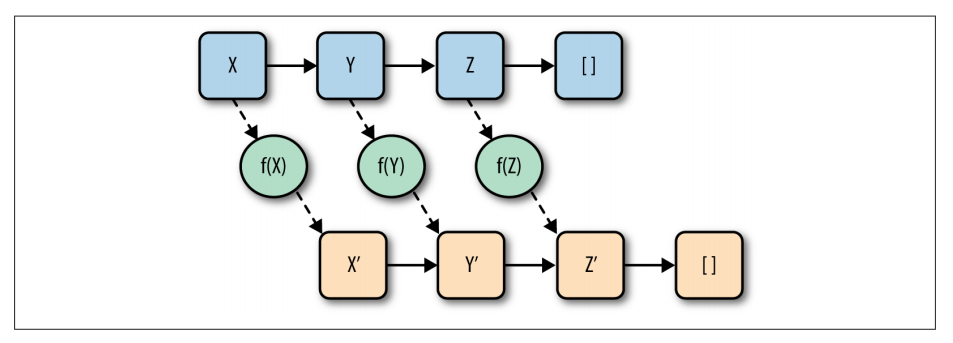 X Y Z [ ]
f(X) f(Y) f(Z)
X′ Y′ Z′ [ ]